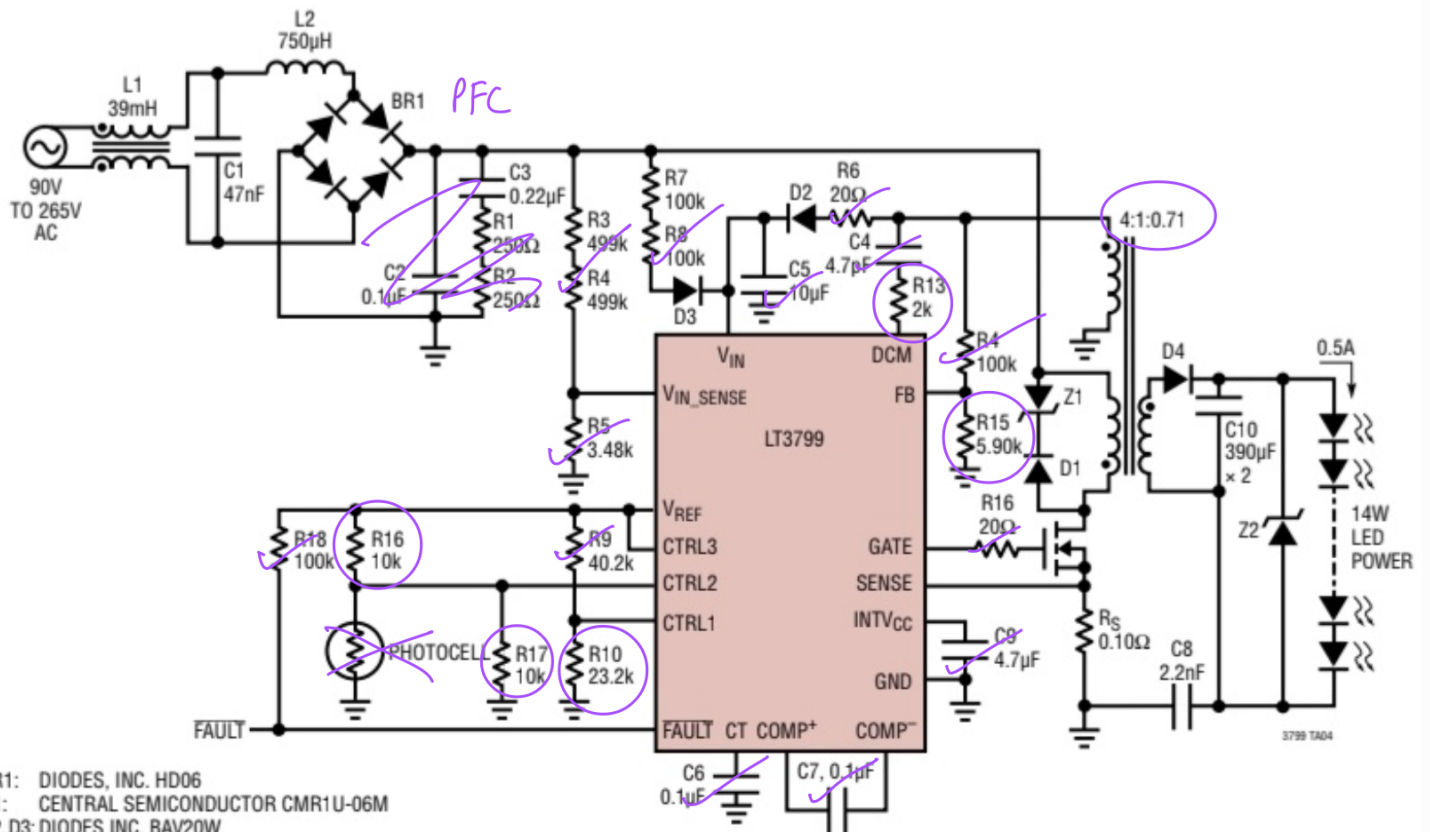 L2
750µH
L1
39mH
BR1
PFC
C1
47nF
90V
TO 265V
AC
C3
0.22µF
R1
250Ω
R2
250Ω
C2
0.1µF
R3
499k
R4
499k
R7
100k
R8
100k
D3
D2
R6
20Ω
C4
4.7pF
C5
10µF
R13
2k
4:1:0.71
R4
100k
R15
5.90k
Z1
D1
D4
0.5A
C10
390µF
× 2
Z2
14W
LED
POWER
VIN
DCM
VIN_SENSE
FB
LT3799
R5
3.48k
VREF
CTRL3
CTRL2
CTRL1
GATE
SENSE
INTVCC
GND
R16
20Ω
RS
0.10Ω
C8
2.2nF
C9
4.7µF
R18
100k
R16
10k
R9
40.2k
PHOTOCELL
R17
10k
R10
23.2k
FAULT
FAULT CT COMP+ COMP−
C6
0.1µF
C7, 0.1µF
3799 TA04
R1: DIODES, INC. HD06
: CENTRAL SEMICONDUCTOR CMR1U-06M
D3: DIODES INC. BAV20W